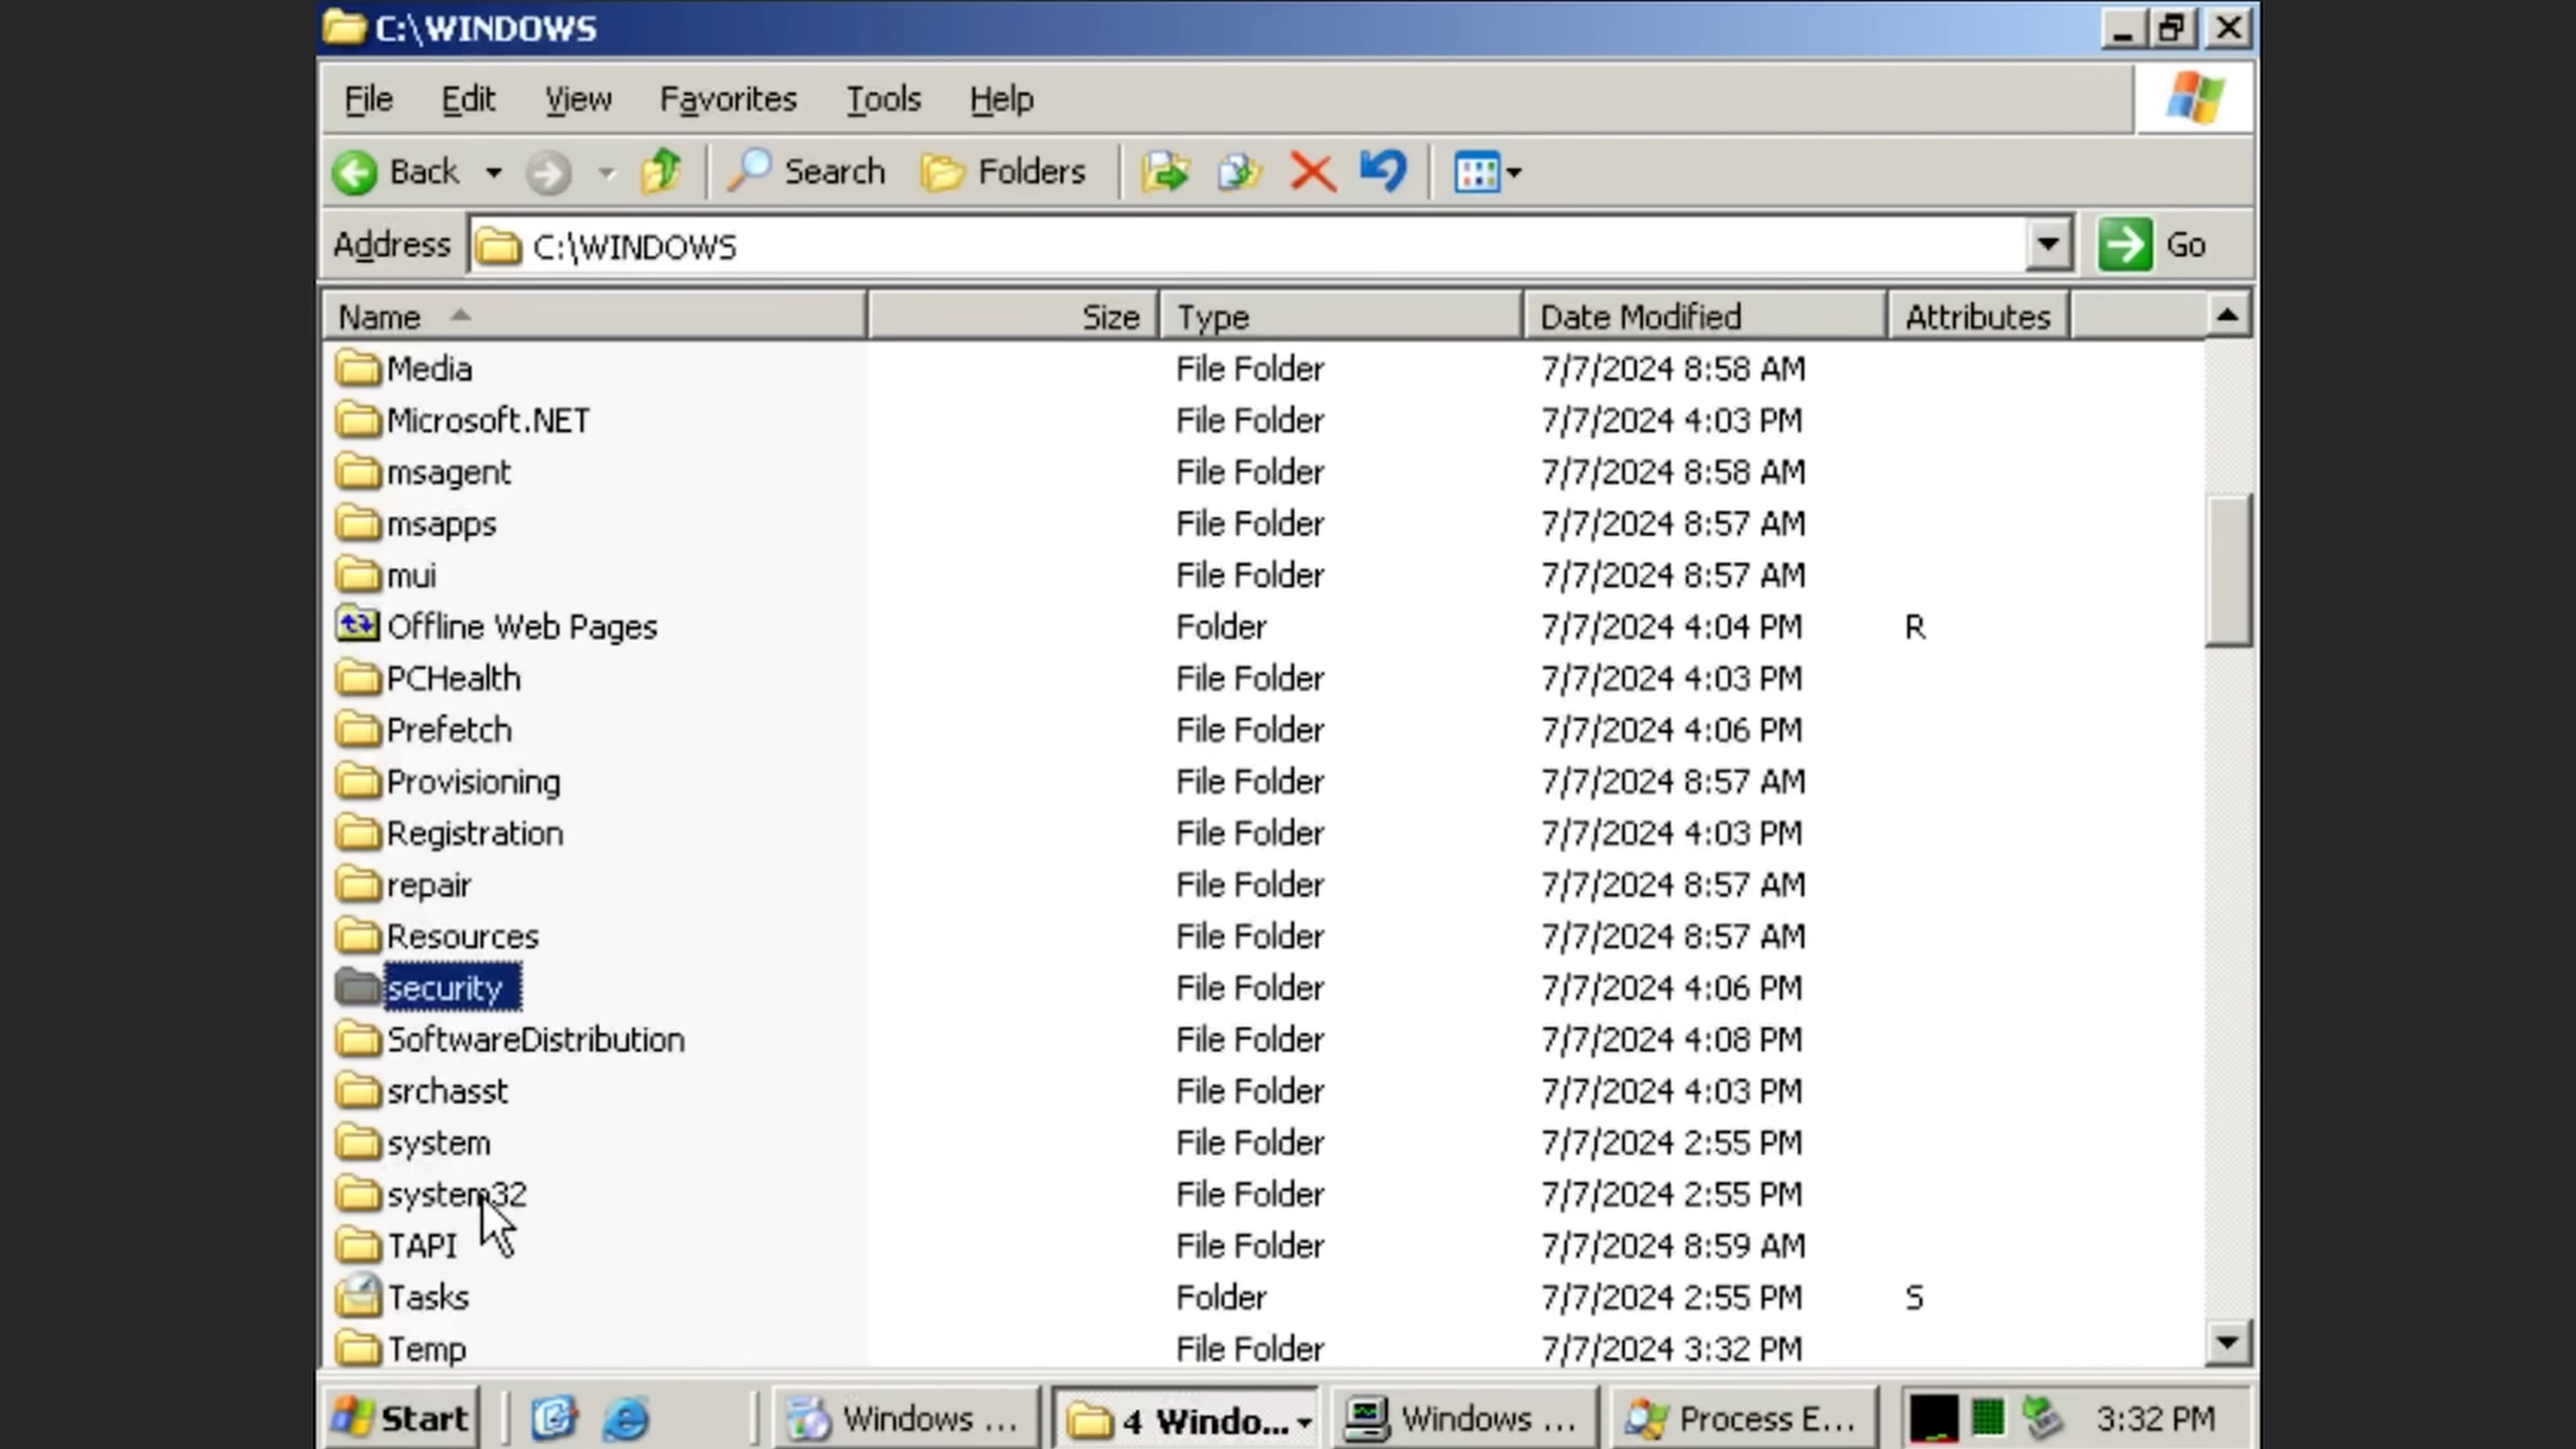 C:\WINDOWS
File Edit View Favorites Tools Help
Back Search Folders
Address C:\WINDOWS Go
Name Size Type Date Modified Attributes
Media File Folder 7/7/2024 8:58 AM
Microsoft.NET File Folder 7/7/2024 4:03 PM
msagent File Folder 7/7/2024 8:58 AM
msapps File Folder 7/7/2024 8:57 AM
mui File Folder 7/7/2024 8:57 AM
Offline Web Pages Folder 7/7/2024 4:04 PM R
PCHealth File Folder 7/7/2024 4:03 PM
Prefetch File Folder 7/7/2024 4:06 PM
Provisioning File Folder 7/7/2024 8:57 AM
Registration File Folder 7/7/2024 4:03 PM
repair File Folder 7/7/2024 8:57 AM
Resources File Folder 7/7/2024 8:57 AM
security File Folder 7/7/2024 4:06 PM
SoftwareDistribution File Folder 7/7/2024 4:08 PM
srchasst File Folder 7/7/2024 4:03 PM
system File Folder 7/7/2024 2:55 PM
system32 File Folder 7/7/2024 2:55 PM
TAPI File Folder 7/7/2024 8:59 AM
Tasks Folder 7/7/2024 2:55 PM S
Temp File Folder 7/7/2024 3:32 PM
Start Windows ... 4 Windo... Windows ... Process E... 3:32 PM